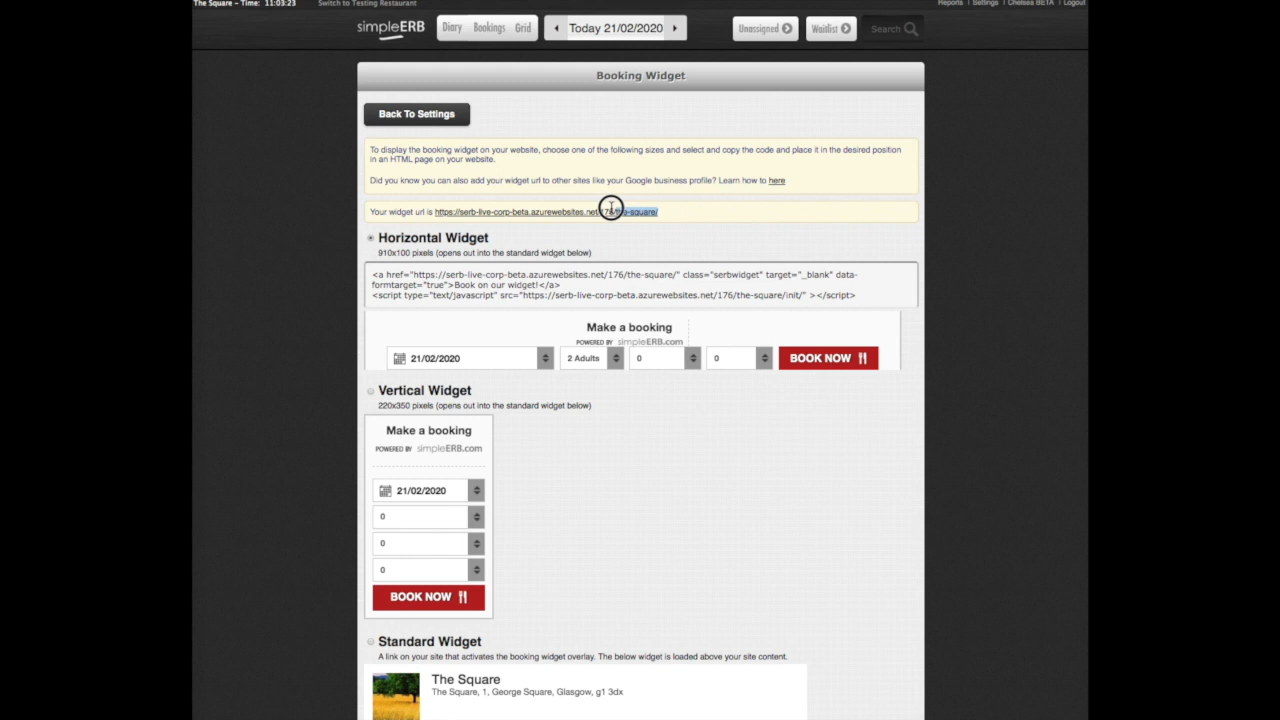 The Square - Time: 11:03:23
Switch to Testing Restaurant
Reports | Settings | Chelsea BETA | Logout
simpleERB
Diary Bookings Grid
Today 21/02/2020
Unassigned
Waitlist
Search
Booking Widget
Back To Settings
To display the booking widget on your website, choose one of the following sizes and select and copy the code and place it in the desired position
in an HTML page on your website.
Did you know you can also add your widget url to other sites like your Google business profile? Learn how to here
Your widget url is https://serb-live-corp-beta.azurewebsites.net/176/the-square/
Horizontal Widget
910x100 pixels (opens out into the standard widget below)
<a href="https://serb-live-corp-beta.azurewebsites.net/176/the-square/" class="serbwidget" target="_blank" data-
formtarget="true">Book on our widget!</a>
<script type="text/javascript" src="https://serb-live-corp-beta.azurewebsites.net/176/the-square/init/" ></script>
Make a booking
POWERED BY simpleERB.com
21/02/2020
2 Adults
0
0
BOOK NOW
Vertical Widget
220x350 pixels (opens out into the standard widget below)
Make a booking
POWERED BY simpleERB.com
21/02/2020
0
0
0
BOOK NOW
Standard Widget
A link on your site that activates the booking widget overlay. The below widget is loaded above your site content.
The Square
The Square, 1, George Square, Glasgow, g1 3dx